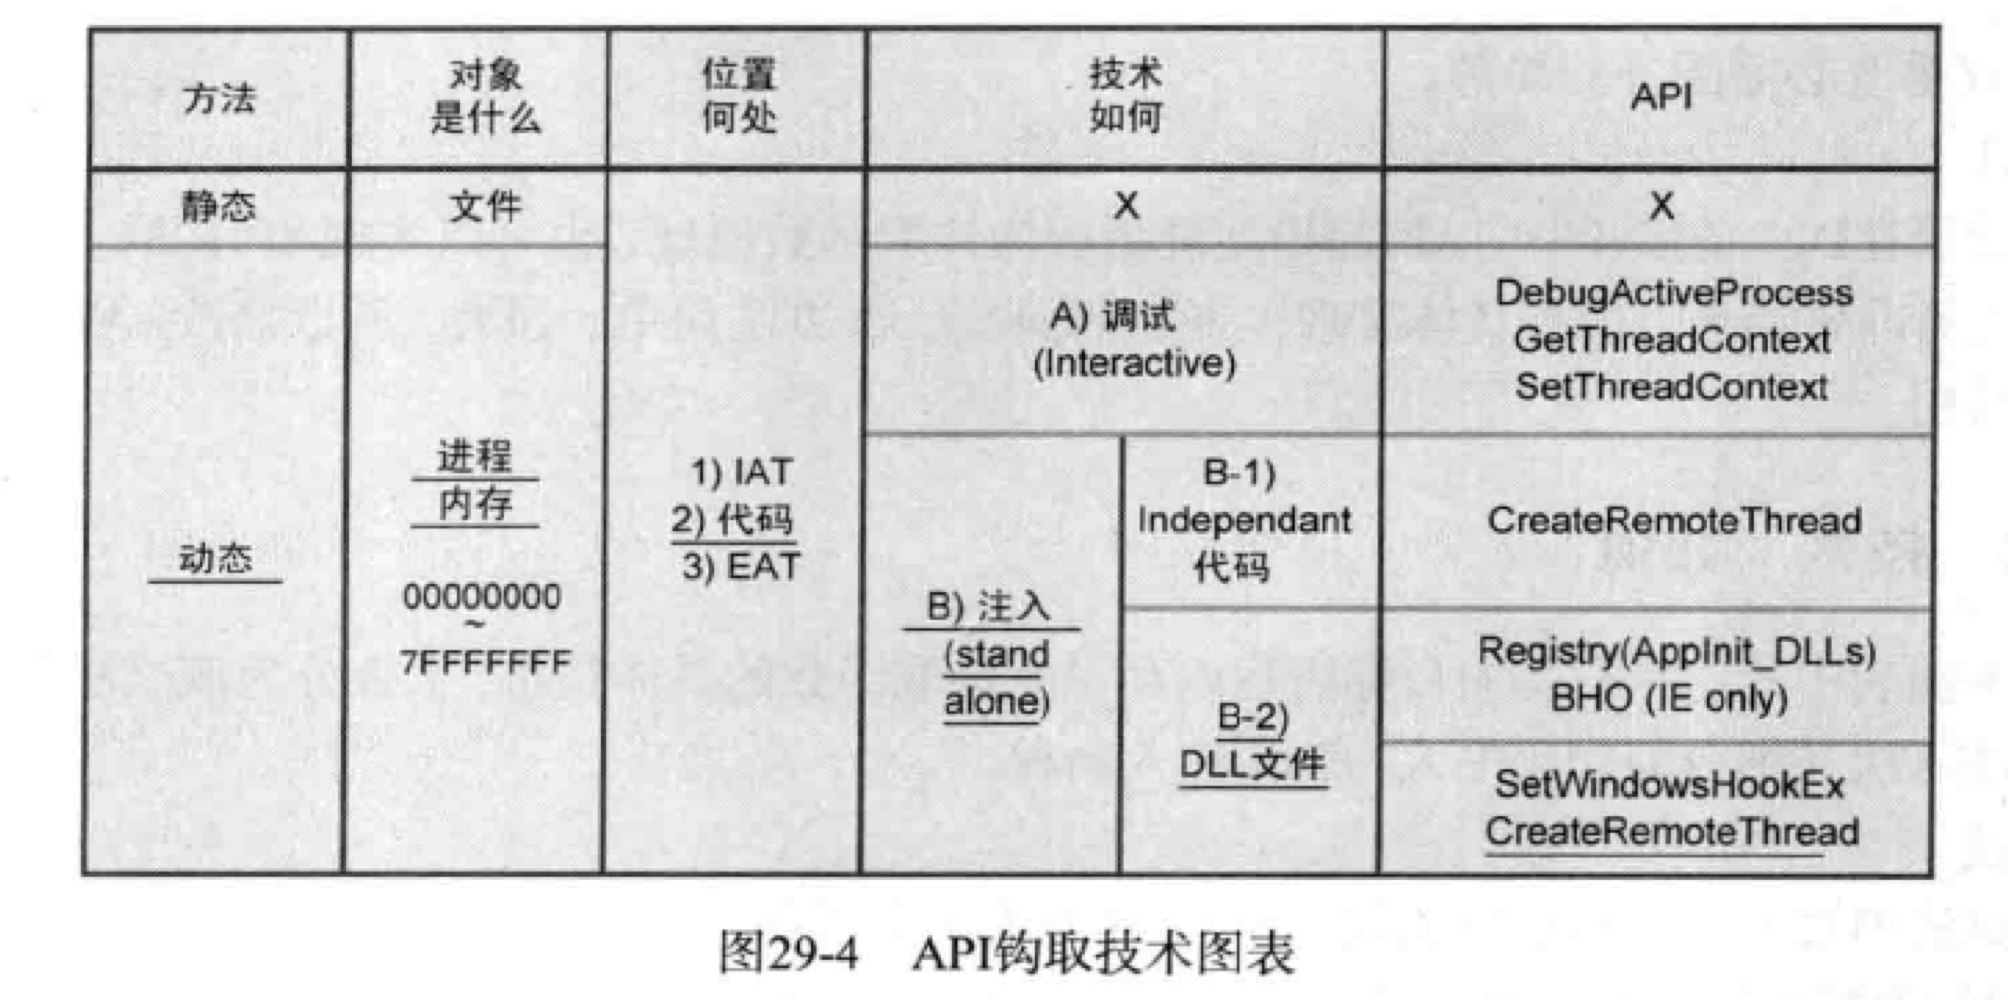 方法
对象
是什么
位置
何处
技术
如何
API
静态
文件
X
X
动态
进程
内存
00000000
~
7FFFFFFF
1) IAT
2) 代码
3) EAT
A) 调试
(Interactive)
DebugActiveProcess
GetThreadContext
SetThreadContext
B) 注入
(stand
alone)
B-1)
Independant
代码
CreateRemoteThread
B-2)
DLL文件
Registry(AppInit_DLLs)
BHO (IE only)
SetWindowsHookEx
CreateRemoteThread
图29-4 API钩取技术图表